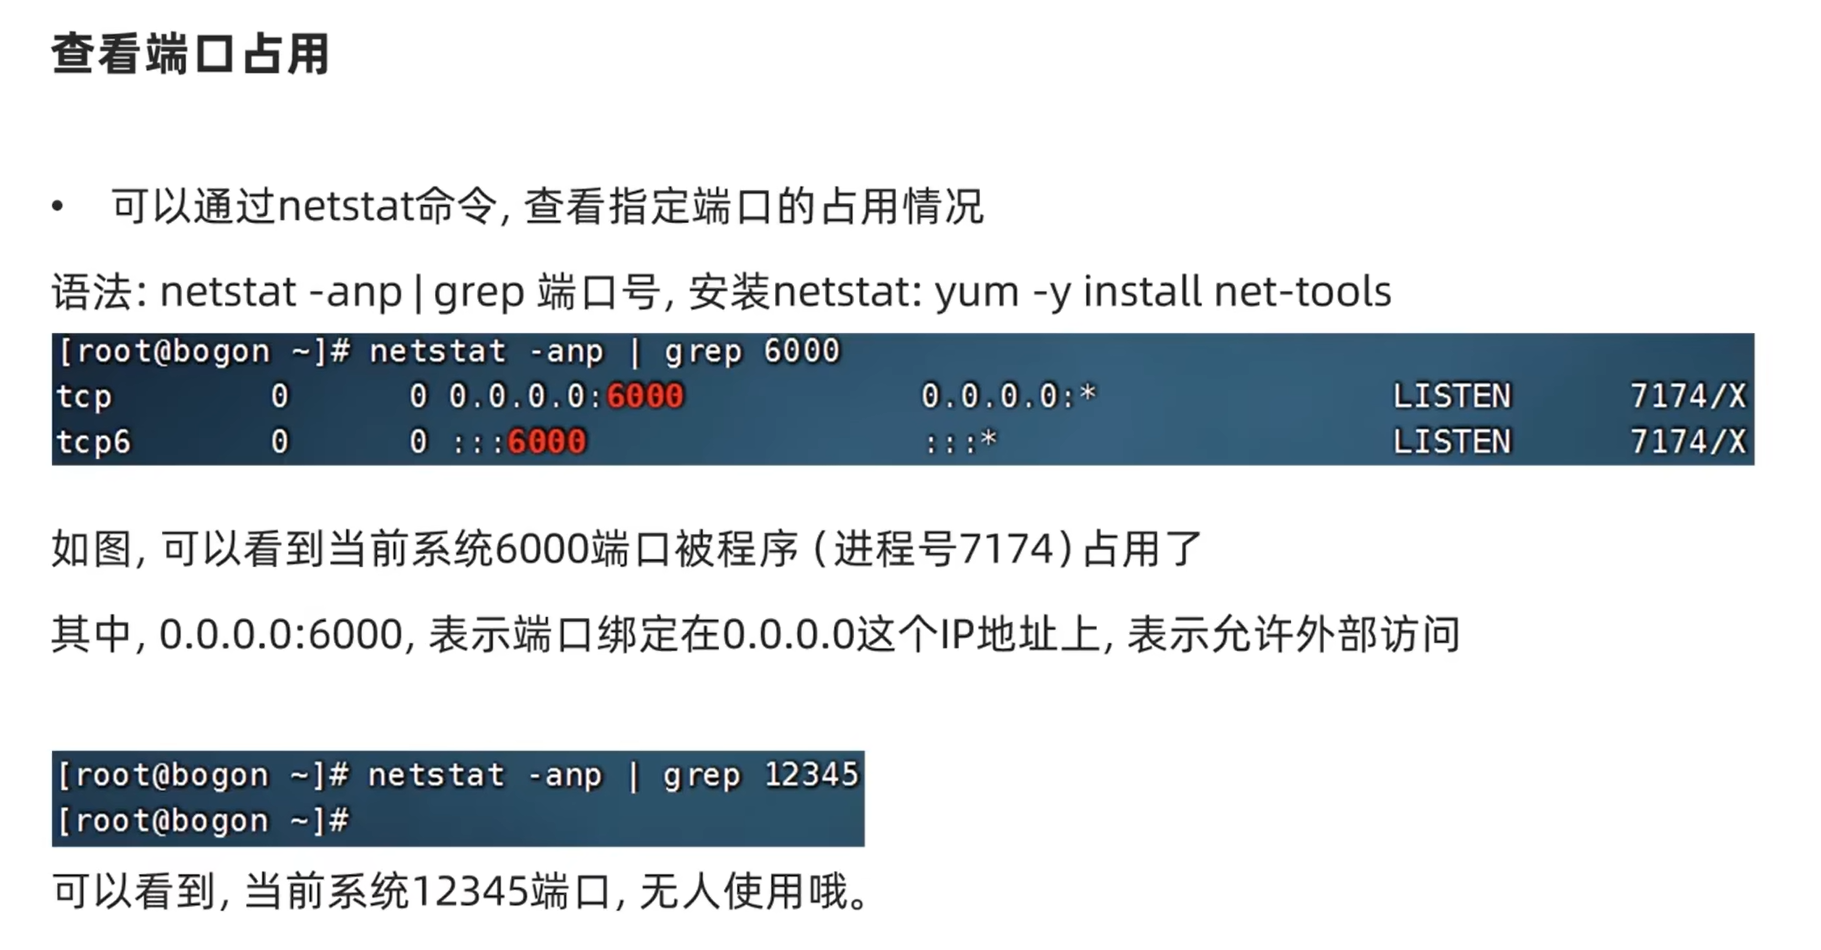 查看端口占用
• 可以通过netstat命令, 查看指定端口的占用情况
语法: netstat -anp | grep 端口号, 安装netstat: yum -y install net-tools
[root@bogon ~]# netstat -anp | grep 6000
tcp 0 0 0.0.0.0:6000 0.0.0.0:* LISTEN 7174/X
tcp6 0 0 :::6000 :::* LISTEN 7174/X
如图, 可以看到当前系统6000端口被程序 (进程号7174) 占用了
其中, 0.0.0.0:6000, 表示端口绑定在0.0.0.0这个IP地址上, 表示允许外部访问
[root@bogon ~]# netstat -anp | grep 12345
[root@bogon ~]#
可以看到, 当前系统12345端口, 无人使用哦。